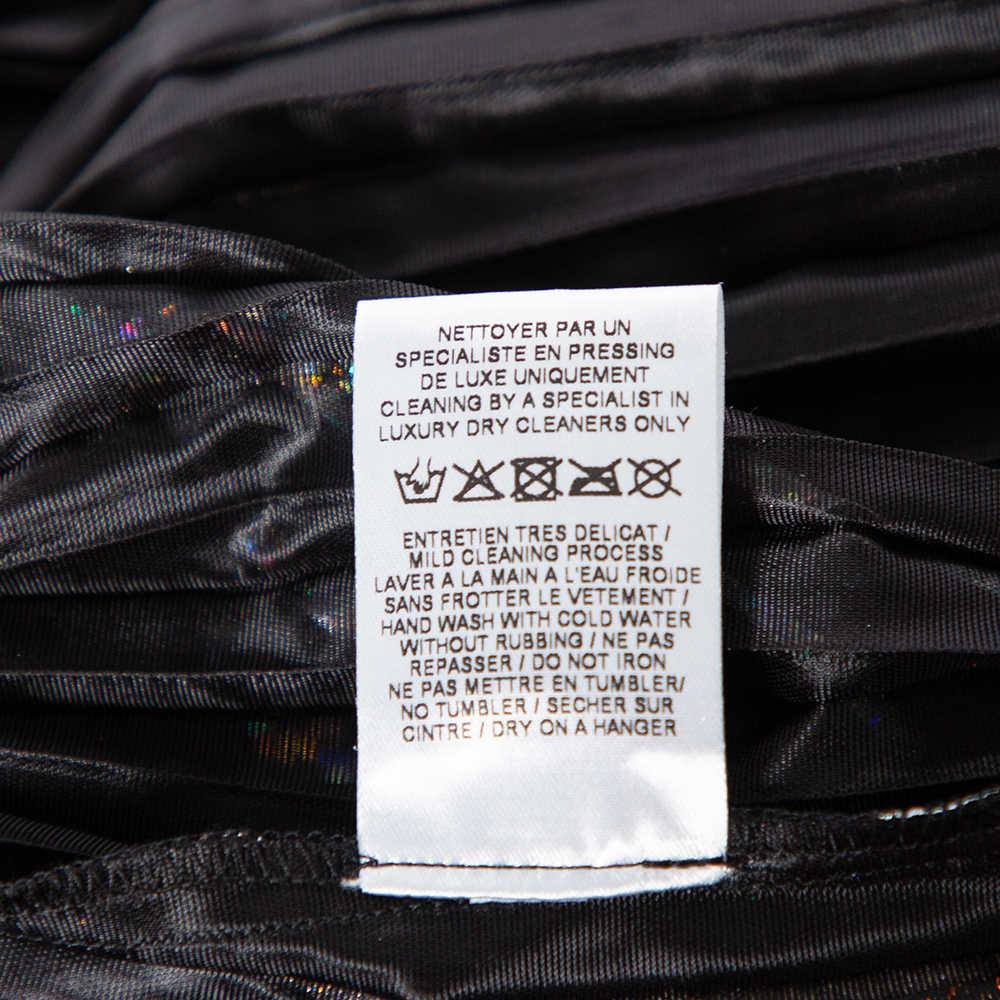 NETTOYER PAR UN
SPECIALISTE EN PRESSING
DE LUXE UNIQUEMENT
CLEANING BY A SPECIALIST IN
LUXURY DRY CLEANERS ONLY
ENTRETIEN TRES DELICAT /
MILD CLEANING PROCESS
LAVER A LA MAIN A L'EAU FROIDE
SANS FROTTER LE VETEMENT /
HAND WASH WITH COLD WATER
WITHOUT RUBBING / NE PAS
REPASSER / DO NOT IRON
NE PAS METTRE EN TUMBLER/
NO TUMBLER / SECHER SUR
CINTRE / DRY ON A HANGER